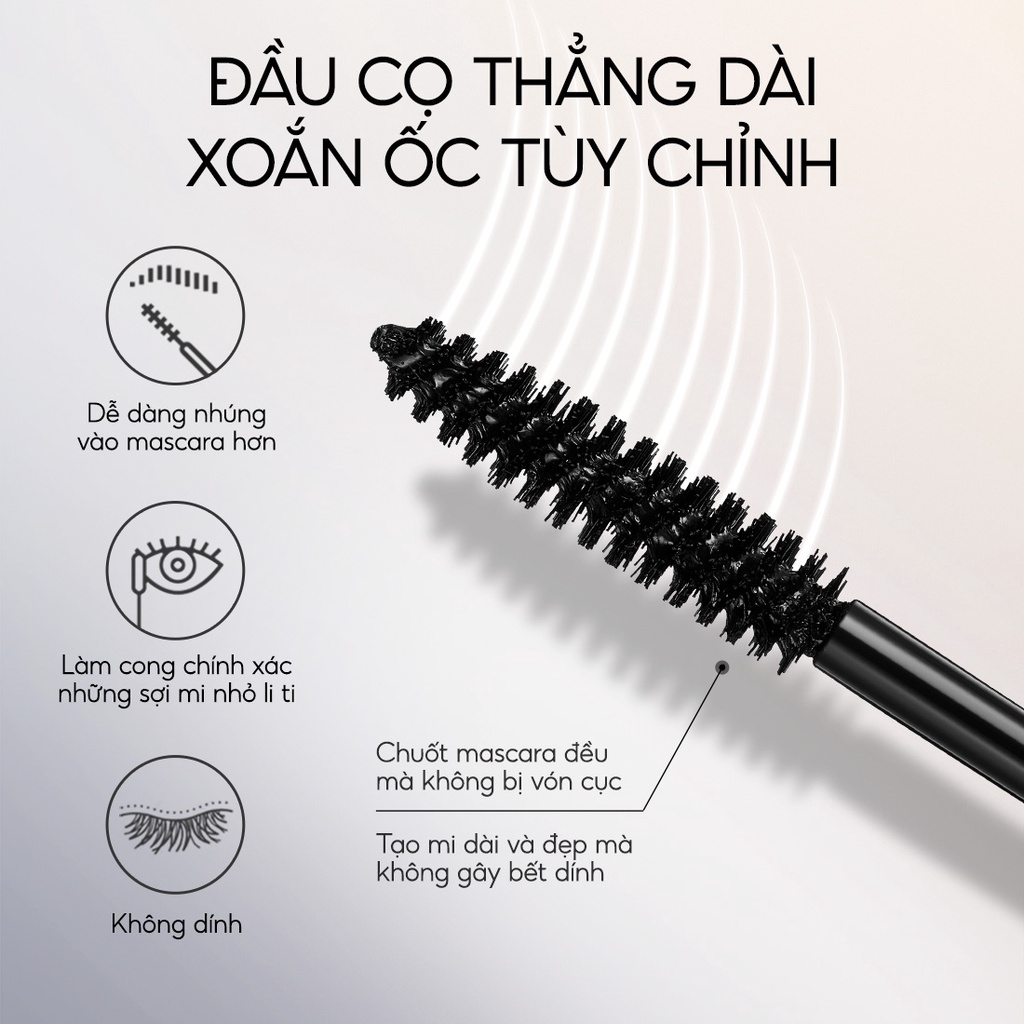 ĐẦU CỌ THẲNG DÀI
XOẮN ỐC TÙY CHỈNH
Dễ dàng nhúng
vào mascara hơn
Làm cong chính xác
những sợi mi nhỏ li ti
Không dính
Chuốt mascara đều
mà không bị vón cục
Tạo mi dài và đẹp mà
không gây bết dính